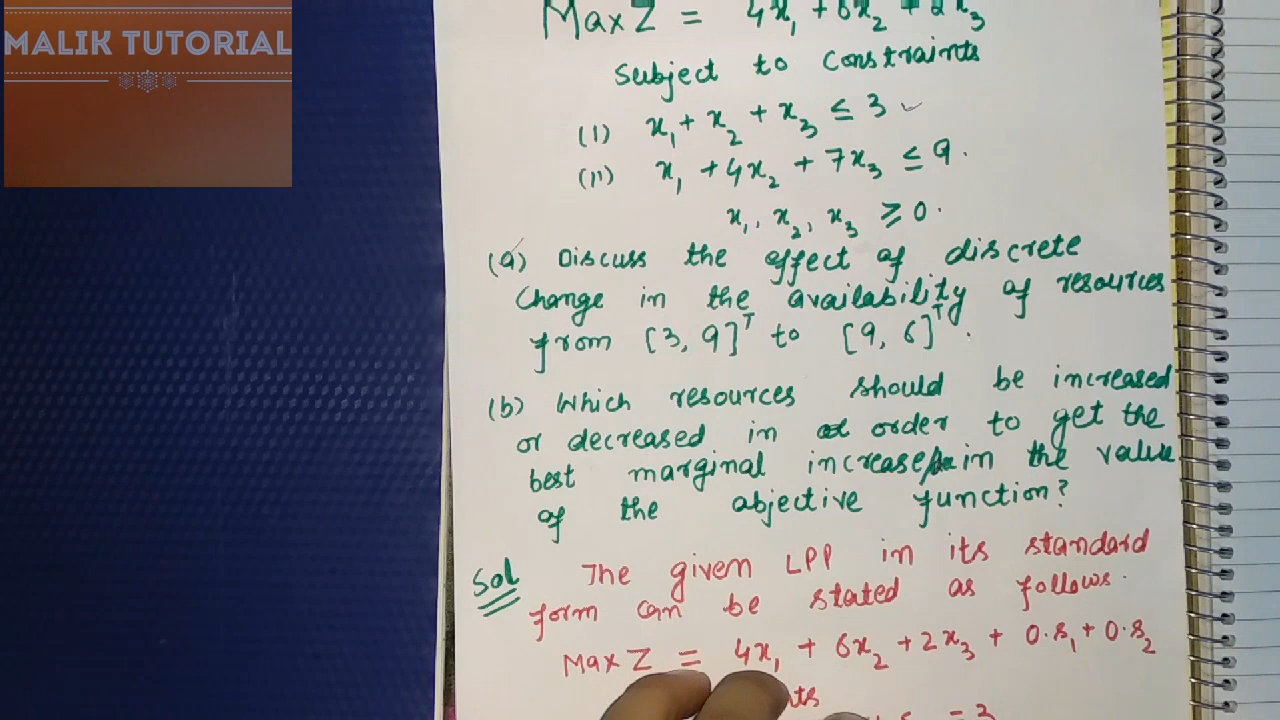 MALIK TUTORIAL
Max Z = 4x₁ + 6x₂ + 2x₃
Subject to constraints
(i) x₁ + x₂ + x₃ ≤ 3
(ii) x₁ + 4x₂ + 7x₃ ≤ 9.
x₁, x₂, x₃ ≥ 0.
(a) Discuss the effect of discrete
change in the availability of resources
from [3, 9]ᵀ to [9, 6]ᵀ.
(b) Which resources should be increased
or decreased in order to get the
best marginal increase in the value
of the abjective function?
Sol The given LPP in its standard
form can be stated as follows.
Max Z = 4x₁ + 6x₂ + 2x₃ + 0.s₁ + 0.s₂
nts
= 3